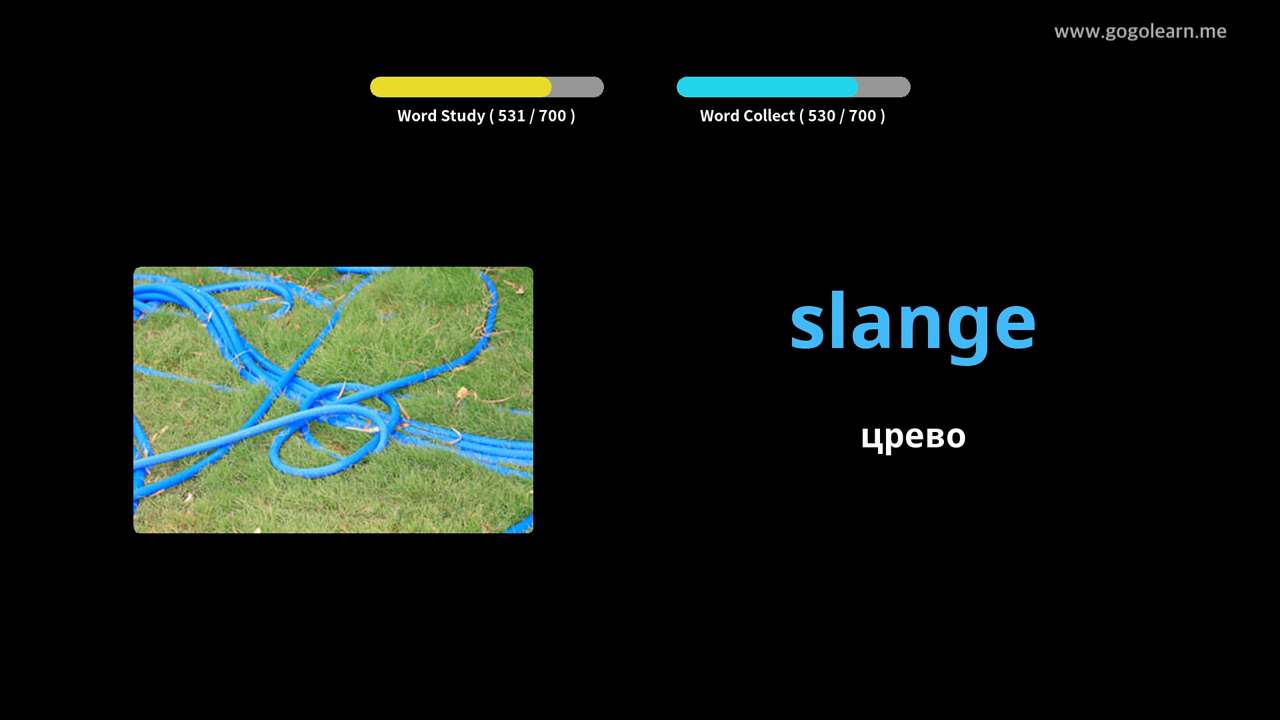 www.gogolearn.me
Word Study ( 531 / 700 )
Word Collect ( 530 / 700 )
slange
црево